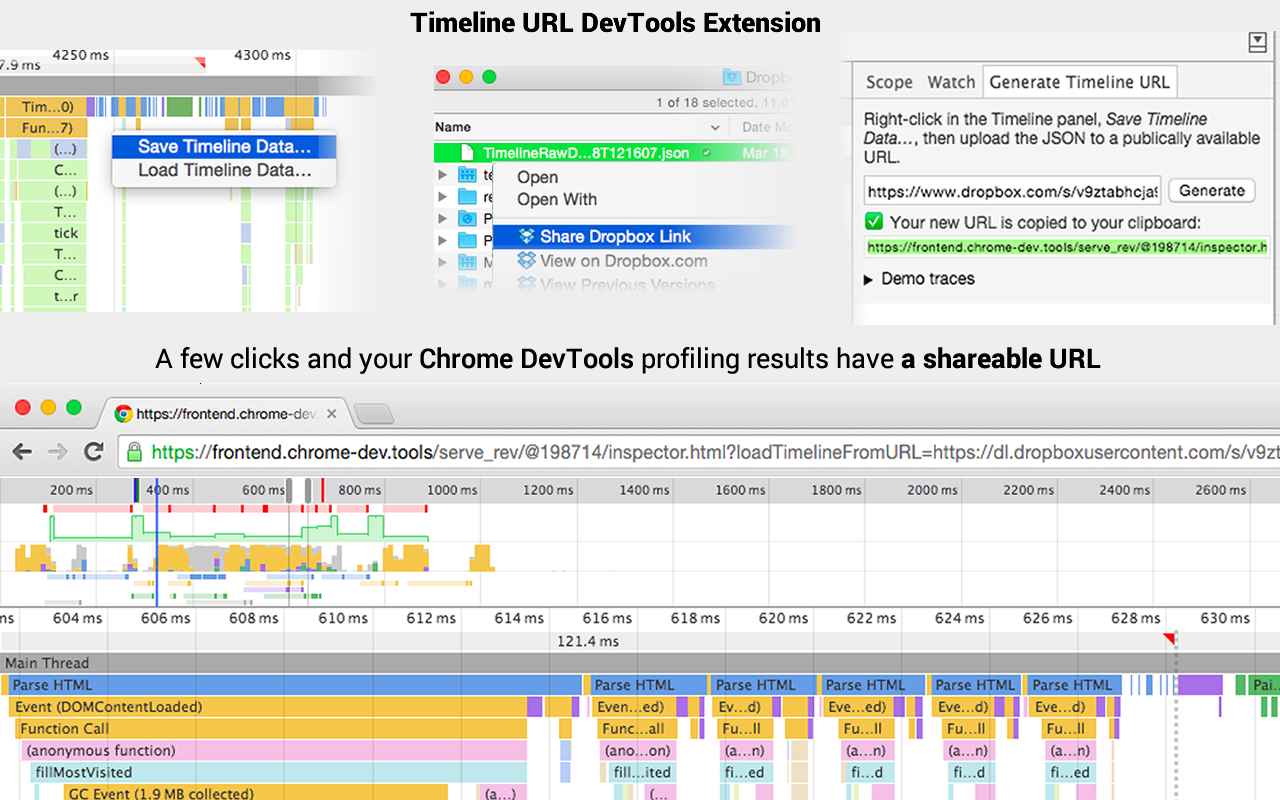 Timeline URL DevTools Extension
7.9 ms
4250 ms
4300 ms
Tim...0)
Fun...7)
(...)
C...
(...)
T...
tick
T...
C...
t...r
Save Timeline Data...
Load Timeline Data...
Dropb
1 of 18 selected, 11.0
Name
Date Mo
TimelineRawD...8T121607.json
Mar 18,
te
re
P
P
M
m
Open
Open With
Share Dropbox Link
View on Dropbox.com
View Previous Versions
Scope Watch Generate Timeline URL
Right-click in the Timeline panel, Save Timeline
Data..., then upload the JSON to a publically available
URL.
https://www.dropbox.com/s/v9ztabhcja9
Generate
Your new URL is copied to your clipboard:
https://frontend.chrome-dev.tools/serve_rev/@198714/inspector.h
Demo traces
A few clicks and your Chrome DevTools profiling results have a shareable URL
https://frontend.chrome-dev.
https://frontend.chrome-dev.tools/serve_rev/@198714/inspector.html?loadTimelineFromURL=https://dl.dropboxusercontent.com/s/v9zt
200 ms 400 ms 600 ms 800 ms 1000 ms 1200 ms 1400 ms 1600 ms 1800 ms 2000 ms 2200 ms 2400 ms 2600 ms
ms 604 ms 606 ms 608 ms 610 ms 612 ms 614 ms 616 ms 618 ms 620 ms 622 ms 624 ms 626 ms 628 ms 630 ms
121.4 ms
Main Thread
Parse HTML Parse HTML Parse HTML Parse HTML Parse HTML Parse HTML Pai...
Event (DOMContentLoaded) Even...ed) Ev...d) Eve...ed) Eve...d) Eve...d)
Function Call Func...all Fu...ll Fu...ll Fu...ll Fu...ll
(anonymous function) (ano...on) (a...n) (a...n) (a...n) (a...n)
fillMostVisited fill...ited fi...ed fi...d fi...d fi...ed
GC Event (1.9 MB collected) (a...) (...